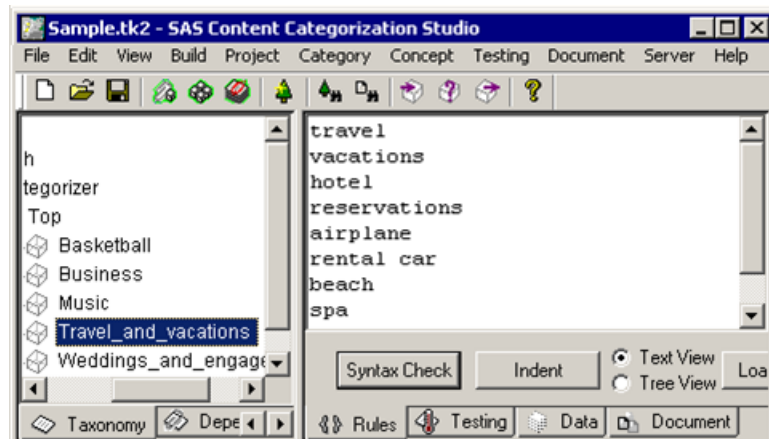 Sample.tk2 - SAS Content Categorization Studio
File Edit View Build Project Category Concept Testing Document Server Help
h
tegorizer
Top
Basketball
Business
Music
Travel_and_vacations
Weddings_and_engage
travel
vacations
hotel
reservations
airplane
rental car
beach
spa
Syntax Check
Indent
Text View
Tree View
Loa
Taxonomy
Depe
Rules
Testing
Data
Document